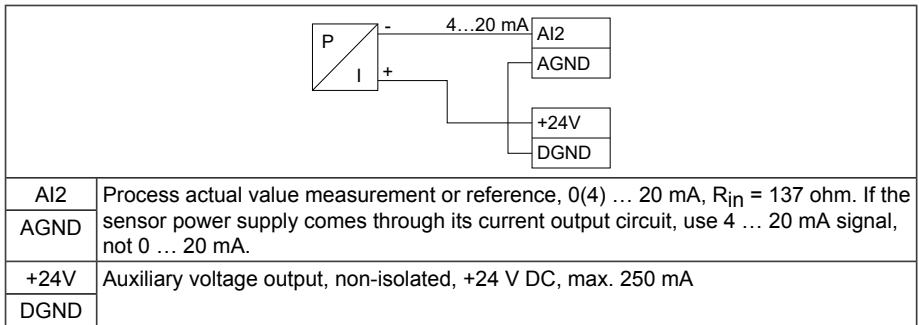 P
I
-
+
4…20 mA
AI2
AGND
+24V
DGND
AI2
AGND
Process actual value measurement or reference, 0(4) … 20 mA, Rin = 137 ohm. If the
sensor power supply comes through its current output circuit, use 4 … 20 mA signal,
not 0 … 20 mA.
+24V
DGND
Auxiliary voltage output, non-isolated, +24 V DC, max. 250 mA